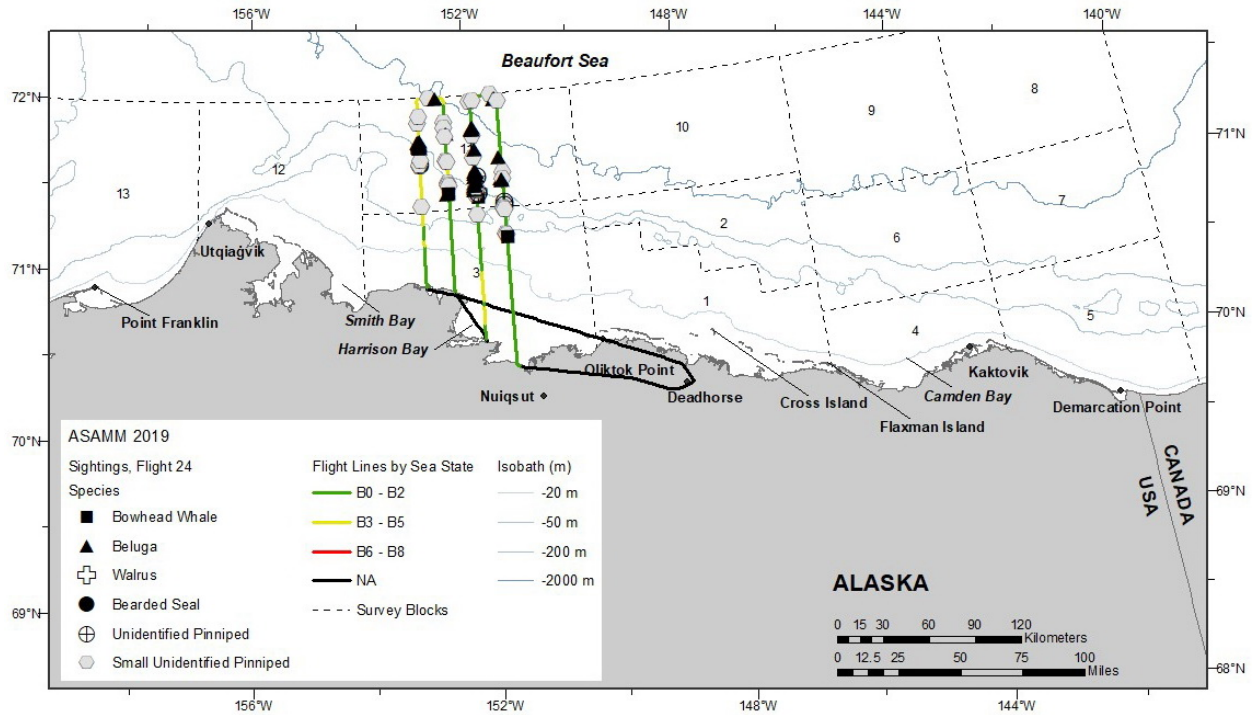 156°W
152°W
148°W
144°W
140°W
Beaufort Sea
72°N
71°N
8
9
10
12
13
7
2
6
Utqiaġvik
71°N
3
1
5
70°N
Point Franklin
Smith Bay
Harrison Bay
4
Oliktok Point
Kaktovik
Nuiqsut
Deadhorse
Cross Island
Camden Bay
Demarcation Point
Flaxman Island
70°N
ASAMM 2019
Sightings, Flight 24
Species
Bowhead Whale
Beluga
Walrus
Bearded Seal
Unidentified Pinniped
Small Unidentified Pinniped
Flight Lines by Sea State
B0 - B2
B3 - B5
B6 - B8
NA
Survey Blocks
Isobath (m)
-20 m
-50 m
-200 m
-2000 m
CANADA
USA
69°N
ALASKA
0 15 30 60 90 120
Kilometers
0 12.5 25 50 75 100
Miles
69°N
68°N
156°W
152°W
148°W
144°W